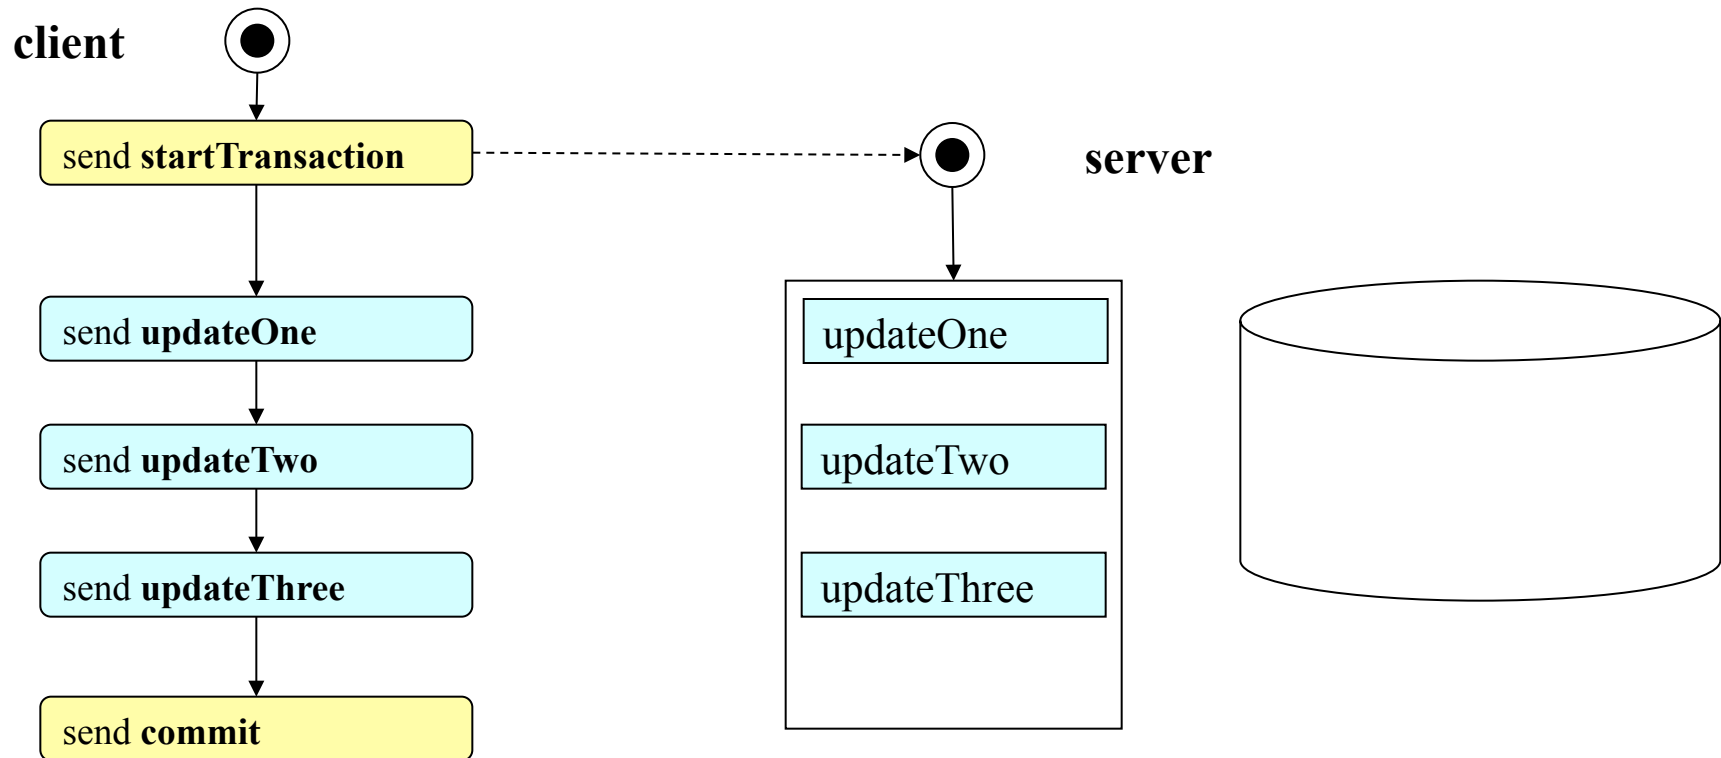 client
send startTransaction
server
send updateOne
updateOne
send updateTwo
updateTwo
send updateThree
updateThree
send commit